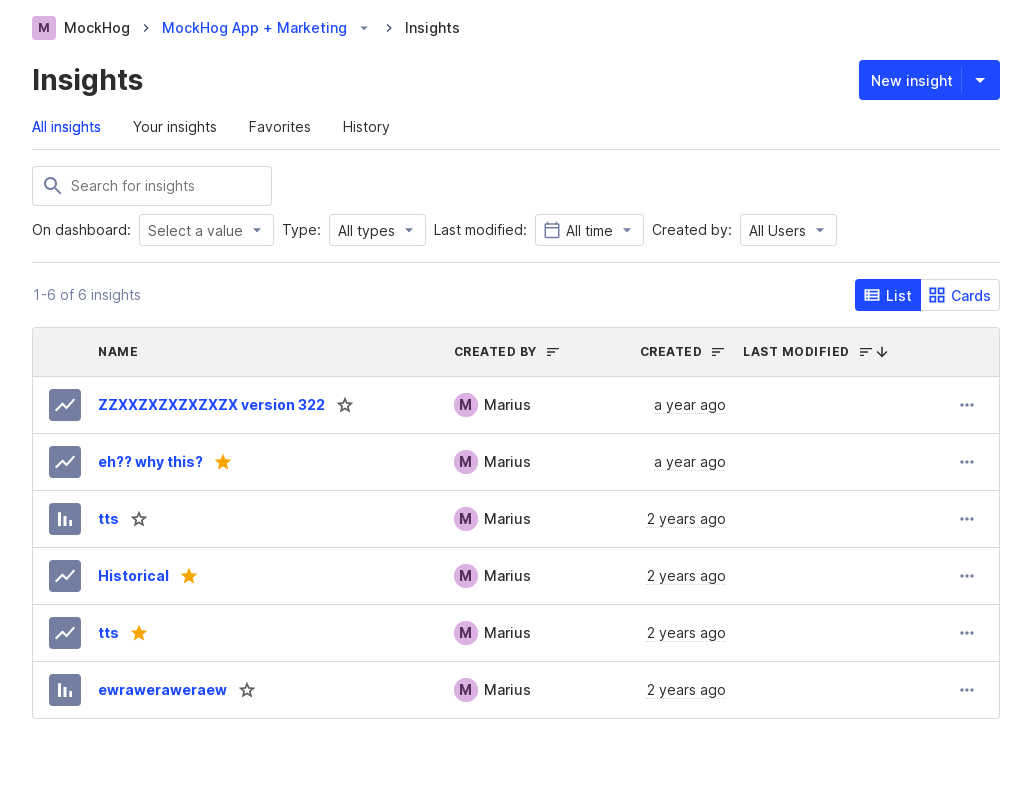 M MockHog > MockHog App + Marketing > Insights
Insights
New insight
All insights Your insights Favorites History
Search for insights
On dashboard: Select a value Type: All types Last modified: All time Created by: All Users
1-6 of 6 insights
List Cards
NAME CREATED BY CREATED LAST MODIFIED
ZZXXZXZXZXZXZX version 322 M Marius a year ago
eh?? why this? M Marius a year ago
tts M Marius 2 years ago
Historical M Marius 2 years ago
tts M Marius 2 years ago
ewraweraweraew M Marius 2 years ago